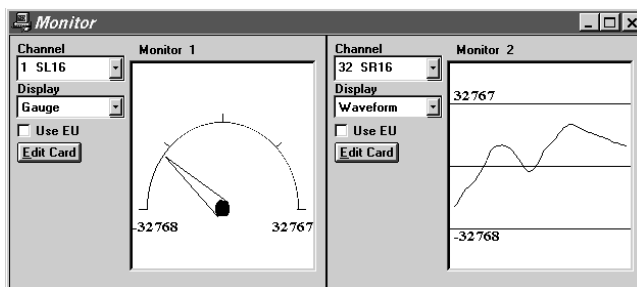 Monitor
Channel
1 SL16
Display
Gauge
Use EU
Edit Card
Monitor 1
-32768
32767
Channel
32 SR16
Display
Waveform
Use EU
Edit Card
Monitor 2
32767
-32768